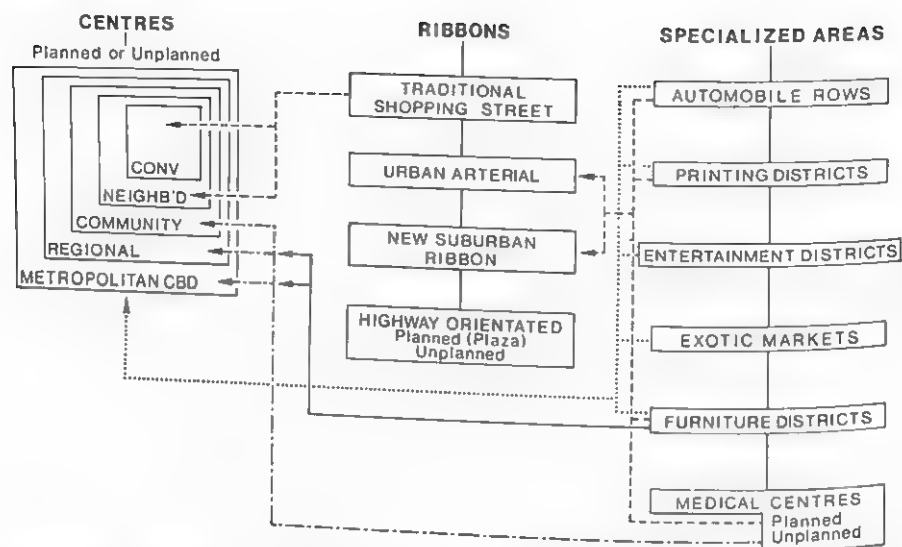 CENTRES
Planned or Unplanned
CONV
NEIGHB'D
COMMUNITY
REGIONAL
METROPOLITAN CBD
RIBBONS
TRADITIONAL
SHOPPING STREET
URBAN ARTERIAL
NEW SUBURBAN
RIBBON
HIGHWAY ORIENTATED
Planned (Plaza)
Unplanned
SPECIALIZED AREAS
AUTOMOBILE ROWS
PRINTING DISTRICTS
ENTERTAINMENT DISTRICTS
EXOTIC MARKETS
FURNITURE DISTRICTS
MEDICAL CENTRES
Planned
Unplanned